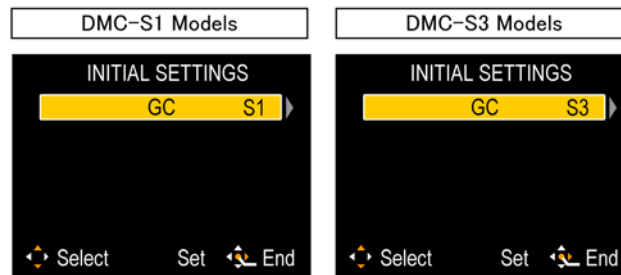 DMC-S1 Models
INITIAL SETTINGS
GC S1
Select Set End
DMC-S3 Models
INITIAL SETTINGS
GC S3
Select Set End